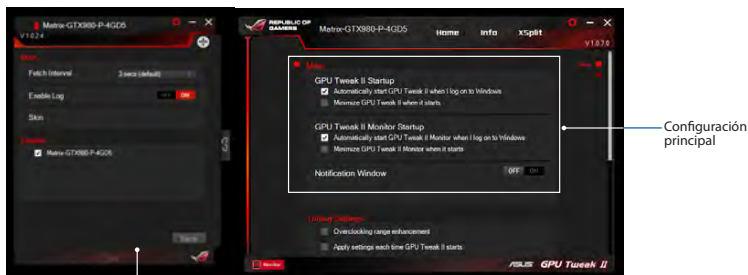 Matrix-GTX980-P-4GD5
V1.0.2.4
Fetch Interval
3 secs (default)
Enable Log
OFF ON
Skin
Matrix-GTX980-P-4GD5
REPUBLIC OF
GAMERS
Matrix-GTX980-P-4GD5
Home Info XSplit
V1.0.7.0
Main
GPU Tweak II Startup
Automatically start GPU Tweak II when I log on to Windows
Minimize GPU Tweak II when it starts
GPU Tweak II Monitor Startup
Automatically start GPU Tweak II Monitor when I log on to Windows
Minimize GPU Tweak II Monitor when it starts
Notification Window
OFF ON
Overclocking range enhancement
Apply settings each time GPU Tweak II starts
Monitor
ASUS GPU Tweak II
Configuración
principal